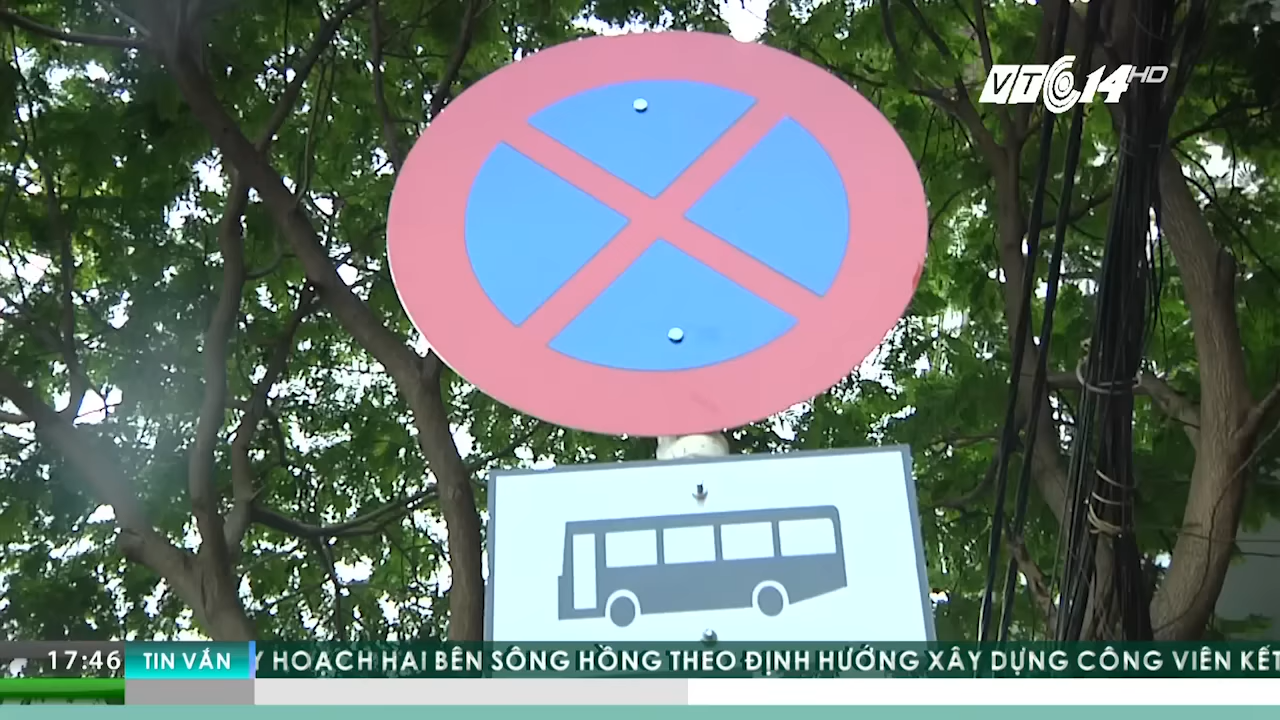 VTC14 HD
17:46 TIN VẮN Y HOẠCH HAI BÊN SÔNG HỒNG THEO ĐỊNH HƯỚNG XÂY DỰNG CÔNG VIÊN KẾT